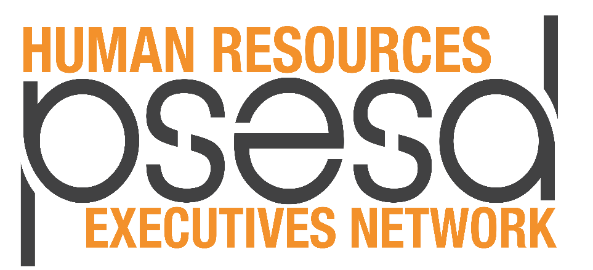 HUMAN RESOURCES
psesd
EXECUTIVES NETWORK